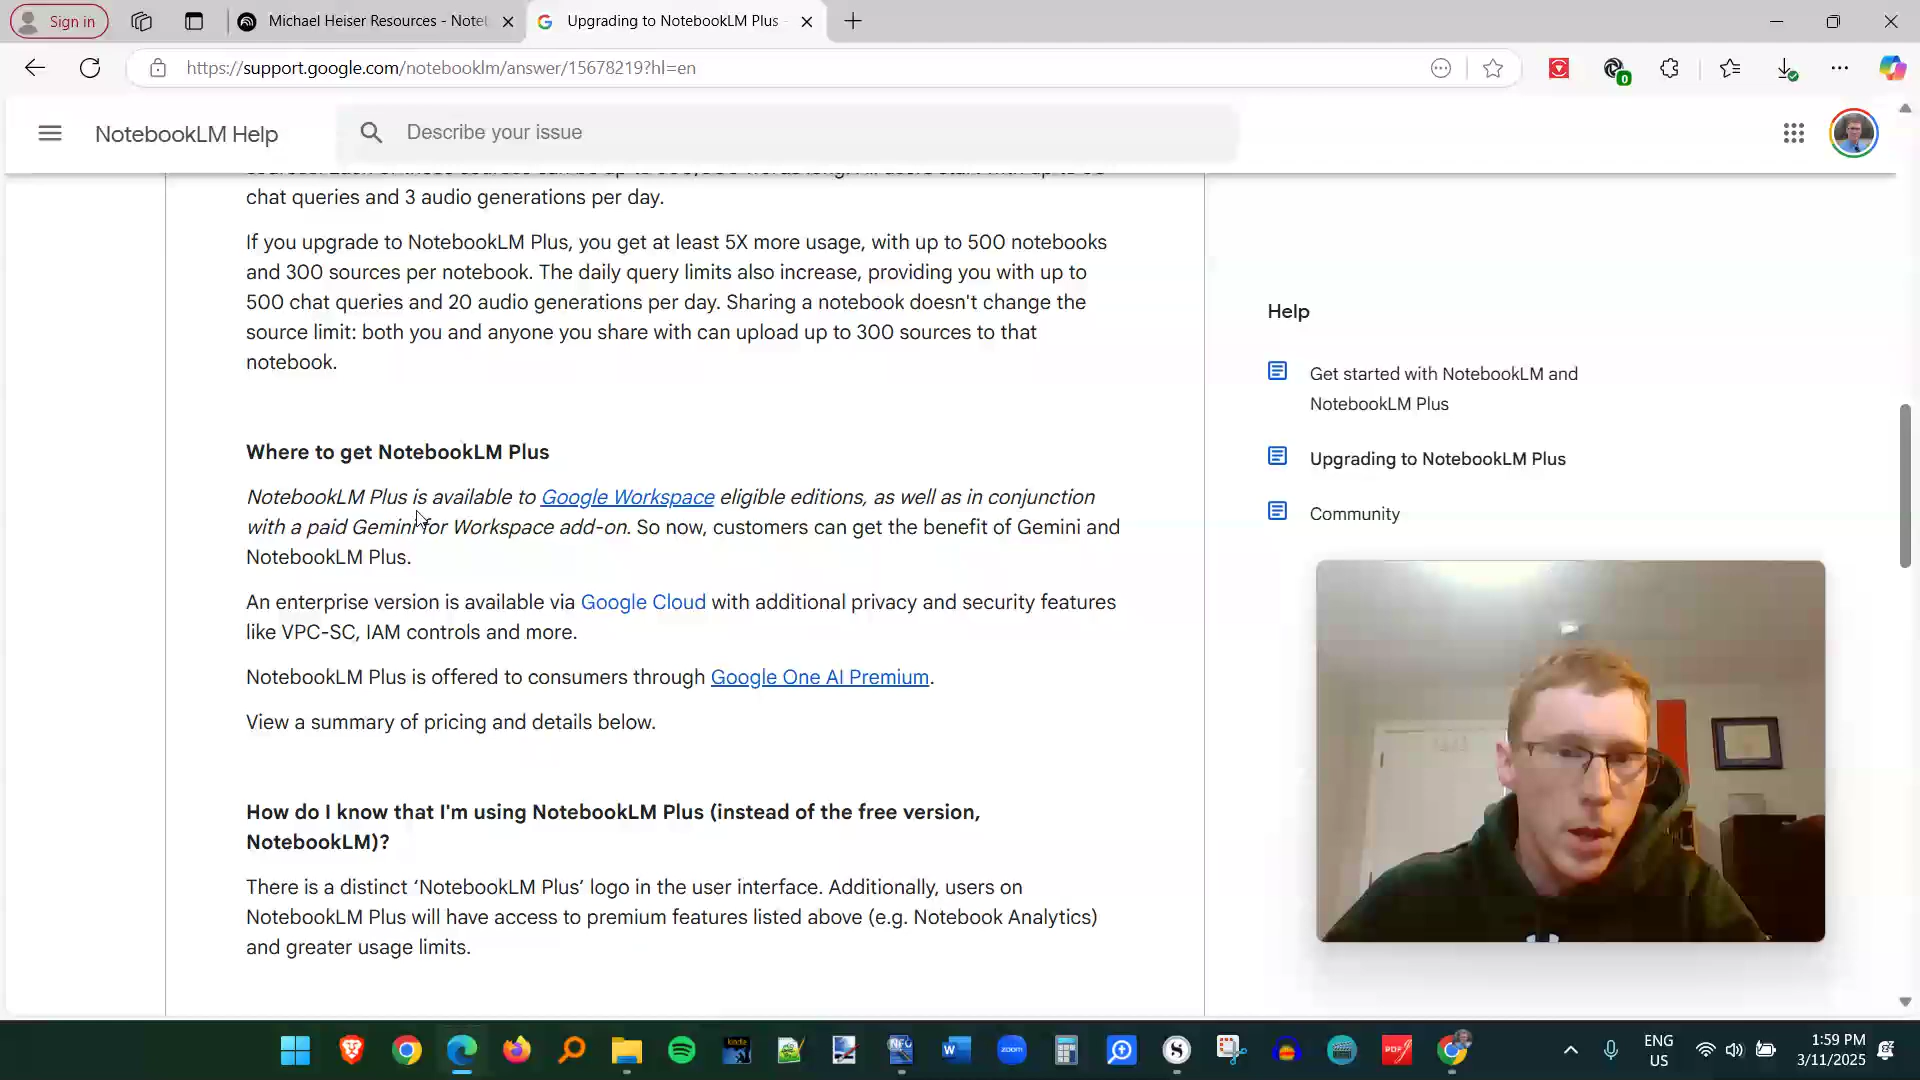 Sign in
Michael Heiser Resources - Note
Upgrading to NotebookLM Plus -
https://support.google.com/notebooklm/answer/15678219?hl=en
0
NotebookLM Help
Describe your issue
chat queries and 3 audio generations per day.
If you upgrade to NotebookLM Plus, you get at least 5X more usage, with up to 500 notebooks
and 300 sources per notebook. The daily query limits also increase, providing you with up to
500 chat queries and 20 audio generations per day. Sharing a notebook doesn't change the
source limit: both you and anyone you share with can upload up to 300 sources to that
notebook.
Where to get NotebookLM Plus
NotebookLM Plus is available to Google Workspace eligible editions, as well as in conjunction
with a paid Gemini for Workspace add-on. So now, customers can get the benefit of Gemini and
NotebookLM Plus.
An enterprise version is available via Google Cloud with additional privacy and security features
like VPC-SC, IAM controls and more.
NotebookLM Plus is offered to consumers through Google One AI Premium.
View a summary of pricing and details below.
How do I know that I'm using NotebookLM Plus (instead of the free version,
NotebookLM)?
There is a distinct ‘NotebookLM Plus’ logo in the user interface. Additionally, users on
NotebookLM Plus will have access to premium features listed above (e.g. Notebook Analytics)
and greater usage limits.
Help
Get started with NotebookLM and
NotebookLM Plus
Upgrading to NotebookLM Plus
Community
kindle
NFO
W
zoom
S
PDF
ENG
US
1:59 PM
3/11/2025